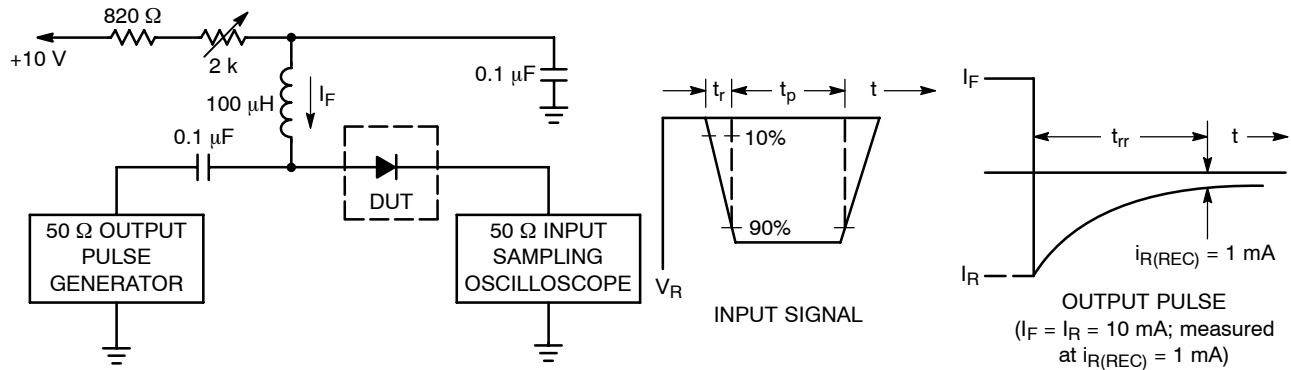 820 Ω
+10 V
2 k
100 μH
I_F
0.1 μF
0.1 μF
DUT
50 Ω OUTPUT
PULSE
GENERATOR
50 Ω INPUT
SAMPLING
OSCILLOSCOPE
t_r
t_p
t
10%
90%
V_R
INPUT SIGNAL
I_F
t_rr
t
i_R(REC) = 1 mA
I_R
OUTPUT PULSE
(I_F = I_R = 10 mA; measured
at i_R(REC) = 1 mA)